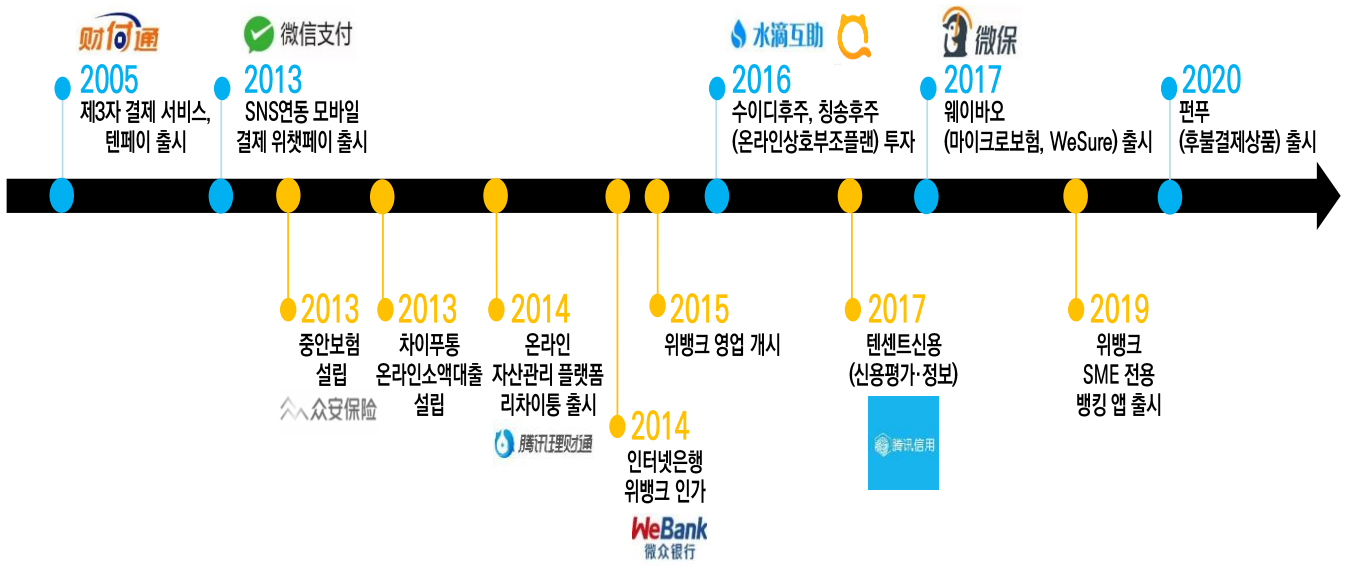 财付通
2005
제3자 결제 서비스,
텐페이 출시
微信支付
2013
SNS연동 모바일
결제 위챗페이 출시
水滴互助
2016
수이디후주, 칭송후주
(온라인상호부조플랜) 투자
微保
2017
웨이바오
(마이크로보험, WeSure) 출시
2020
펀푸
(후불결제상품) 출시
2013
중안보험
설립
众安保险
2013
차이푸통
온라인소액대출
설립
2014
온라인
자산관리 플랫폼
리차이퉁 출시
腾讯理财通
2014
인터넷은행
위뱅크 인가
WeBank
微众银行
2015
위뱅크 영업 개시
2017
텐센트신용
(신용평가·정보)
腾讯信用
2019
위뱅크
SME 전용
뱅킹 앱 출시